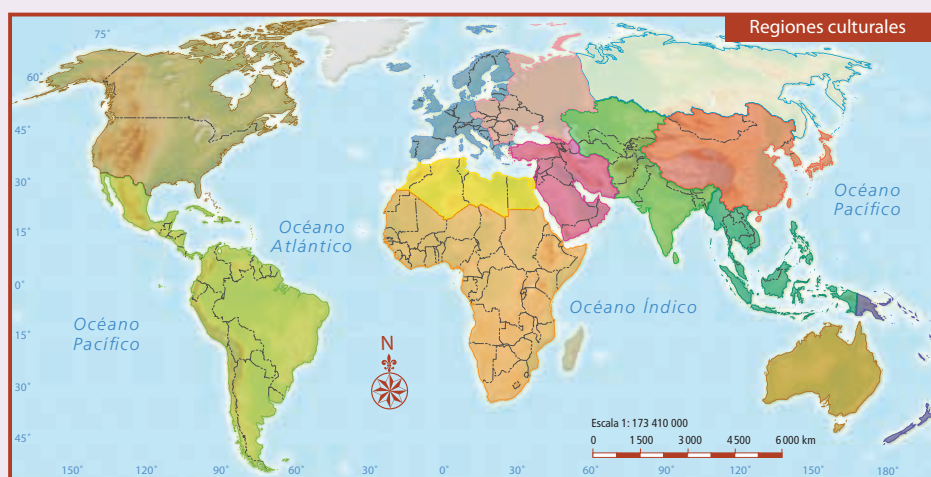 Regiones culturales
75°
60°
45°
30°
15°
0°
15°
30°
45°
Océano
Atlántico
Océano
Pacífico
Océano Índico
Océano
Pacífico
N
Escala 1: 173 410 000
0 1 500 3 000 4 500 6 000 km
150° 120° 90° 60° 30° 0° 30° 60° 90° 120° 150° 180°